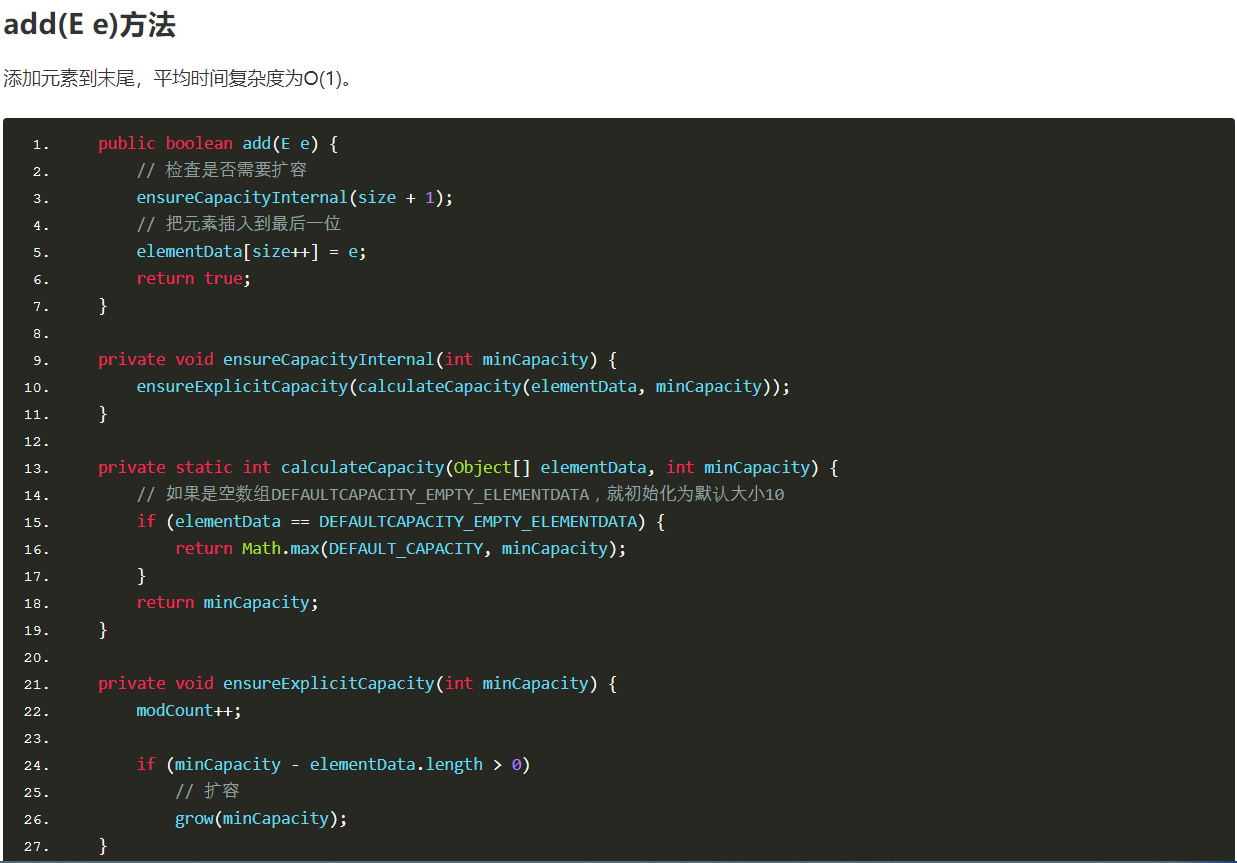 add(E e)方法
添加元素到末尾，平均时间复杂度为O(1)。
1.     public boolean add(E e) {
2.         // 检查是否需要扩容
3.         ensureCapacityInternal(size + 1);
4.         // 把元素插入到最后一位
5.         elementData[size++] = e;
6.         return true;
7.     }
8.
9.     private void ensureCapacityInternal(int minCapacity) {
10.         ensureExplicitCapacity(calculateCapacity(elementData, minCapacity));
11.     }
12.
13.     private static int calculateCapacity(Object[] elementData, int minCapacity) {
14.         // 如果是空数组DEFAULTCAPACITY_EMPTY_ELEMENTDATA，就初始化为默认大小10
15.         if (elementData == DEFAULTCAPACITY_EMPTY_ELEMENTDATA) {
16.             return Math.max(DEFAULT_CAPACITY, minCapacity);
17.         }
18.         return minCapacity;
19.     }
20.
21.     private void ensureExplicitCapacity(int minCapacity) {
22.         modCount++;
23.
24.         if (minCapacity - elementData.length > 0)
25.             // 扩容
26.             grow(minCapacity);
27.     }